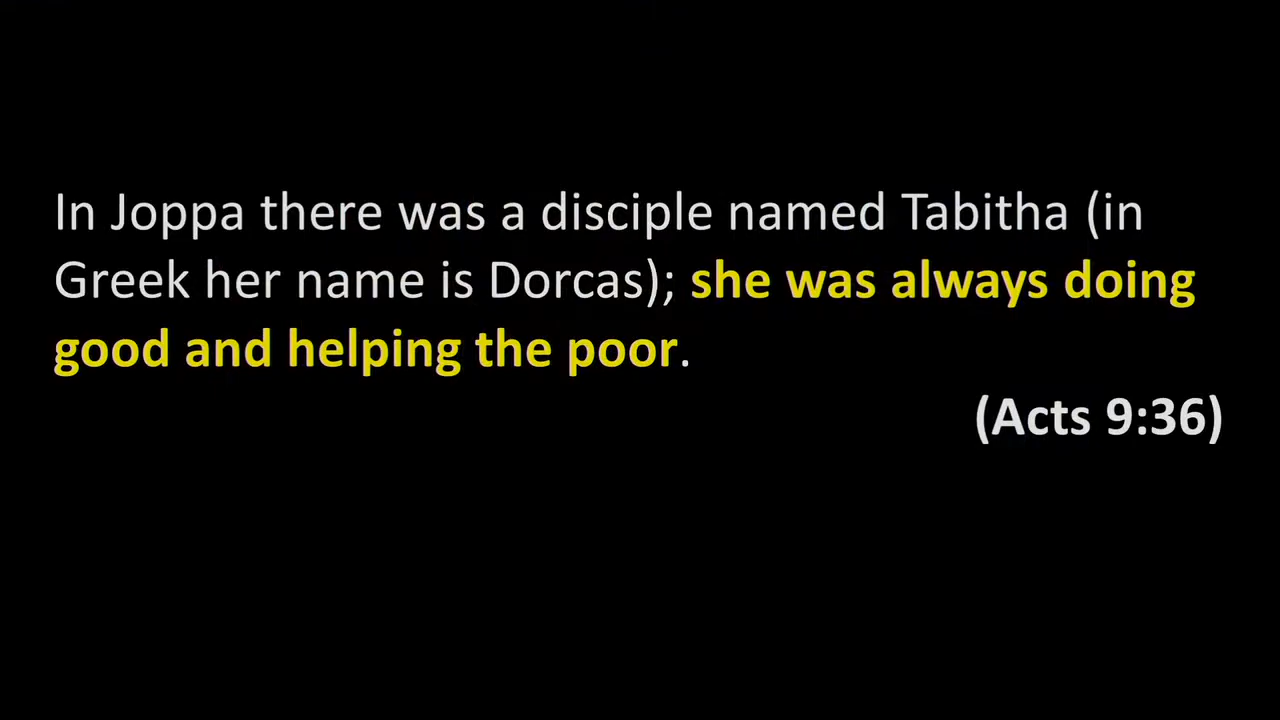 In Joppa there was a disciple named Tabitha (in
Greek her name is Dorcas); she was always doing
good and helping the poor.
(Acts 9:36)